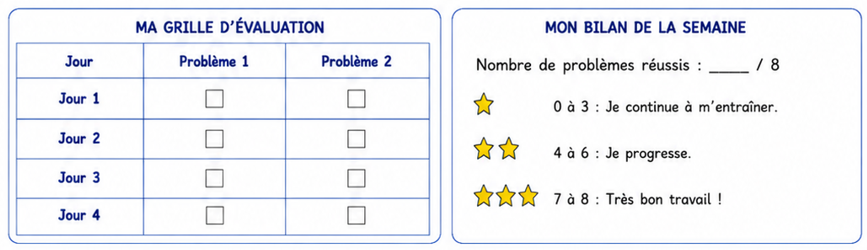 MA GRILLE D’ÉVALUATION
Jour Problème 1 Problème 2
Jour 1
Jour 2
Jour 3
Jour 4
MON BILAN DE LA SEMAINE
Nombre de problèmes réussis : ____ / 8
0 à 3 : Je continue à m’entraîner.
4 à 6 : Je progresse.
7 à 8 : Très bon travail !